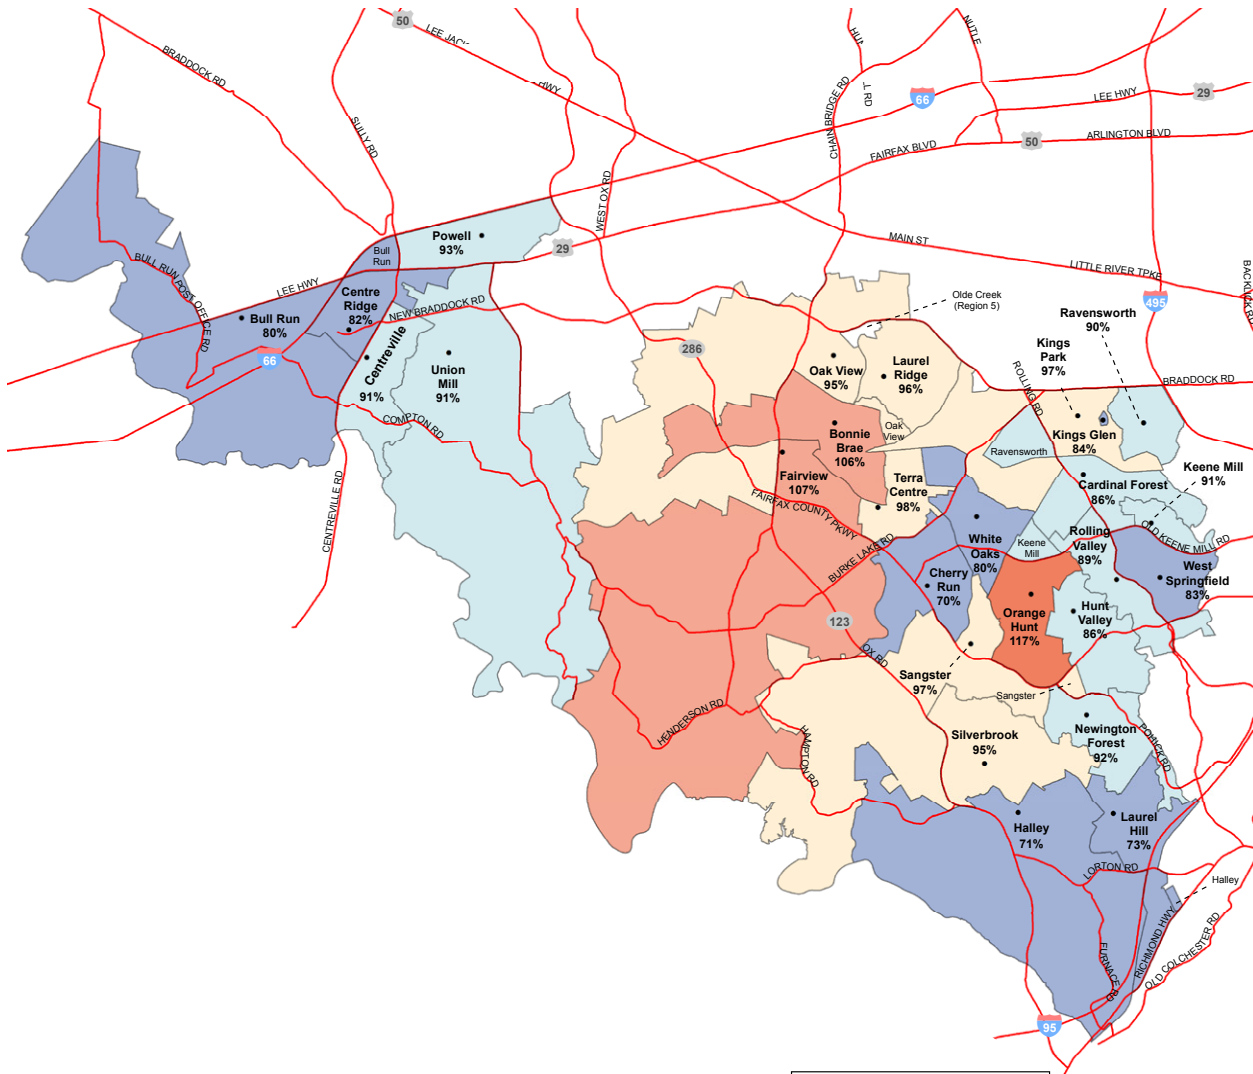 50
LEE JAC
HWY
BRADDOCK RD
SULLY RD
WEST OX RD
CHAIN BRIDGE RD
HUN
T RD
NUTLE
66
LEE HWY
29
50
ARLINGTON BLVD
FAIRFAX BLVD
MAIN ST
LITTLE RIVER TPKE
BACKLICK RD
495
Powell
93%
29
Bull
Run
BULL RUN POST OFFICE RD
LEE HWY
Centre
Ridge
82%
NEW BRADDOCK RD
Bull Run
80%
66
Centreville
91%
Union
Mill
91%
COMPTON RD
CENTREVILLE RD
286
Olde Creek
(Region 5)
Oak View
95%
Laurel
Ridge
96%
Ravensworth
90%
Kings
Park
97%
ROLLING RD
BRADDOCK RD
Oak
View
Bonnie
Brae
106%
Kings Glen
84%
Ravensworth
Fairview
107%
Terra
Centre
98%
Keene Mill
91%
Cardinal Forest
86%
FAIRFAX COUNTY PKWY
BURKE LAKE RD
White
Oaks
80%
Keene
Mill
Rolling
Valley
89%
OLD KEENE MILL RD
West
Springfield
83%
Cherry
Run
70%
Orange
Hunt
117%
Hunt
Valley
86%
123
OX RD
Sangster
97%
Sangster
HENDERSON RD
HAMPTON RD
Silverbrook
95%
Newington
Forest
92%
POHICK RD
Halley
71%
Laurel
Hill
73%
LORTON RD
Halley
RICHMOND HWY
OLD COLCHESTER RD
FURNACE RD
95